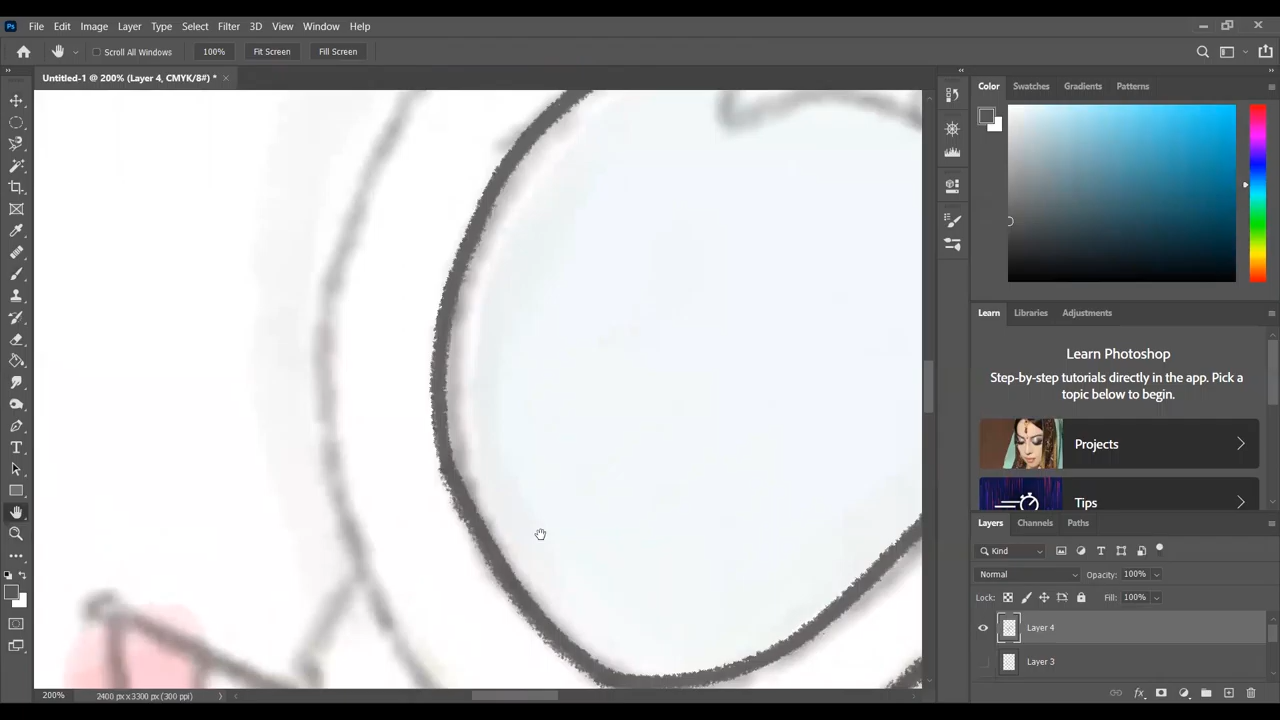 Ps File Edit Image Layer Type Select Filter 3D View Window Help
Scroll All Windows 100% Fit Screen Fill Screen
Untitled-1 @ 200% (Layer 4, CMYK/8#) *
Color Swatches Gradients Patterns
Learn Libraries Adjustments
Learn Photoshop
Step-by-step tutorials directly in the app. Pick a
topic below to begin.
Projects
Tips
Layers Channels Paths
Kind
Normal Opacity: 100%
Lock: Fill: 100%
Layer 4
Layer 3
200% 2400 px x 3300 px (300 ppi)